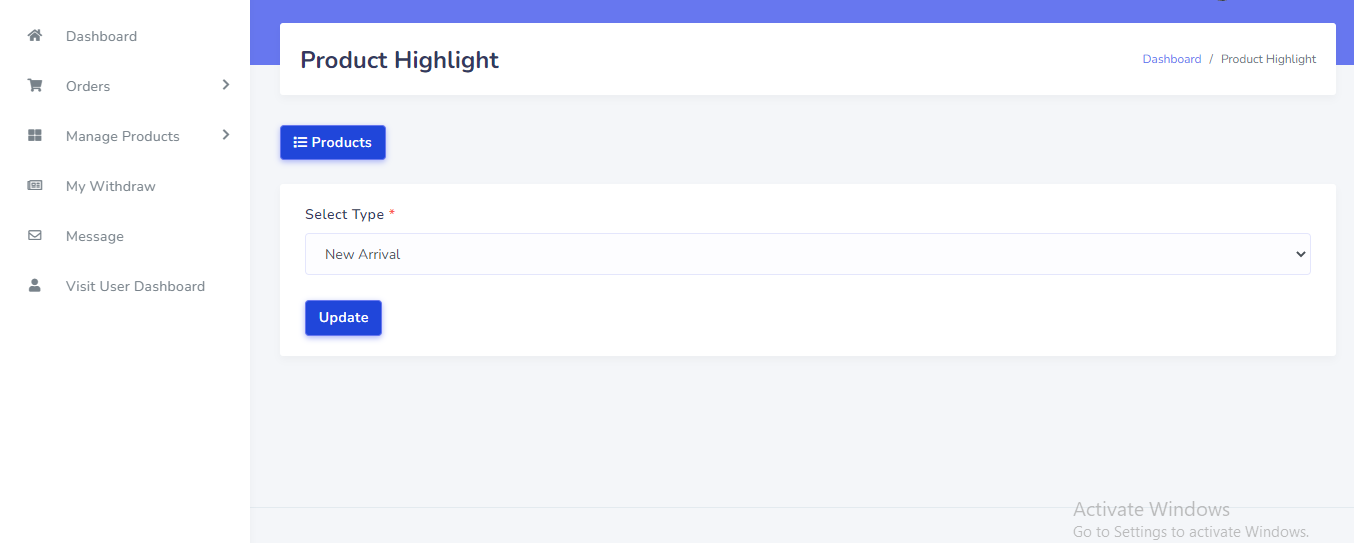 Dashboard
Orders
Manage Products
My Withdraw
Message
Visit User Dashboard
Product Highlight
Dashboard / Product Highlight
Products
Select Type *
New Arrival
Update
Activate Windows
Go to Settings to activate Windows.